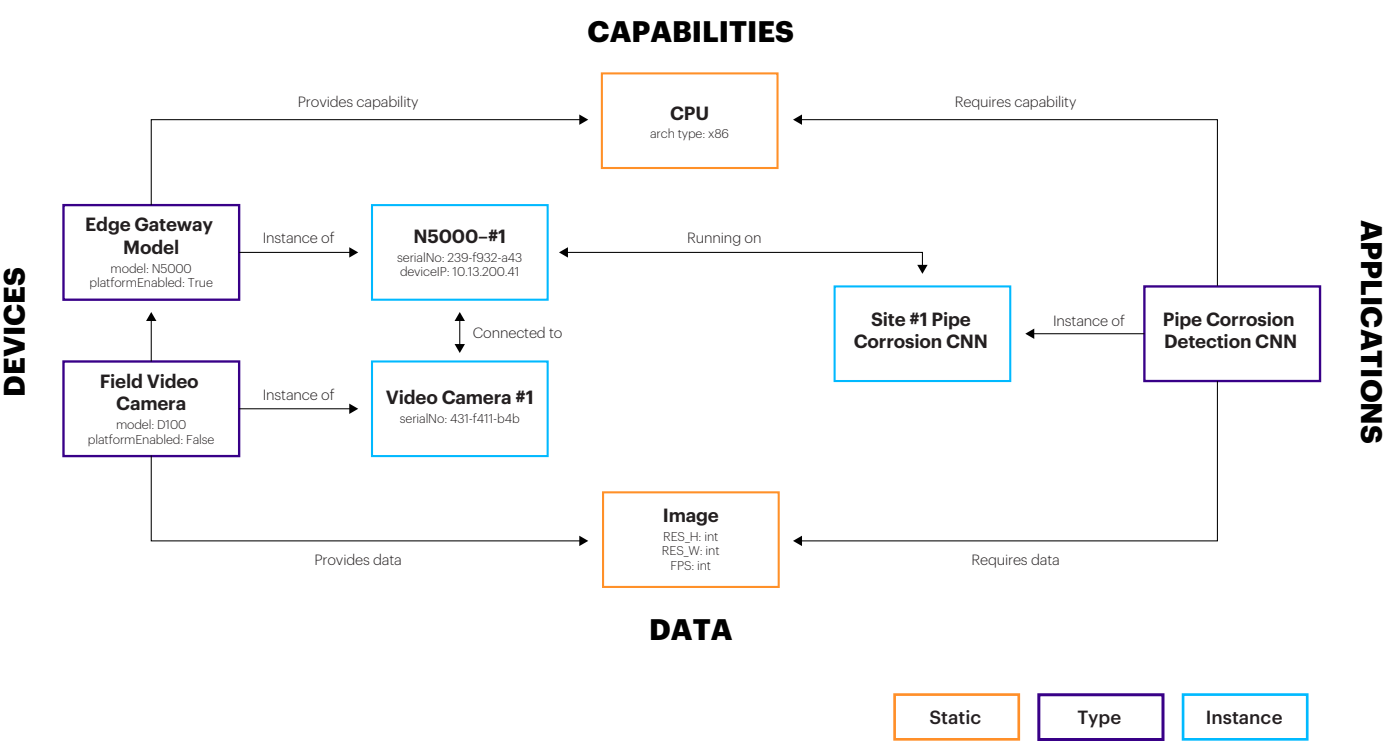 CAPABILITIES
Provides capability
CPU
arch type: x86
Requires capability
DEVICES
Edge Gateway
Model
model: N5000
platformEnabled: True
Instance of
N5000–#1
serialNo: 239-f932-a43
deviceIP: 10.13.200.41
Running on
Connected to
Site #1 Pipe
Corrosion CNN
Instance of
Pipe Corrosion
Detection CNN
APPLICATIONS
Field Video
Camera
model: D100
platformEnabled: False
Instance of
Video Camera #1
serialNo: 431-f411-b4b
Provides data
Image
RES_H: int
RES_W: int
FPS: int
Requires data
DATA
Static
Type
Instance